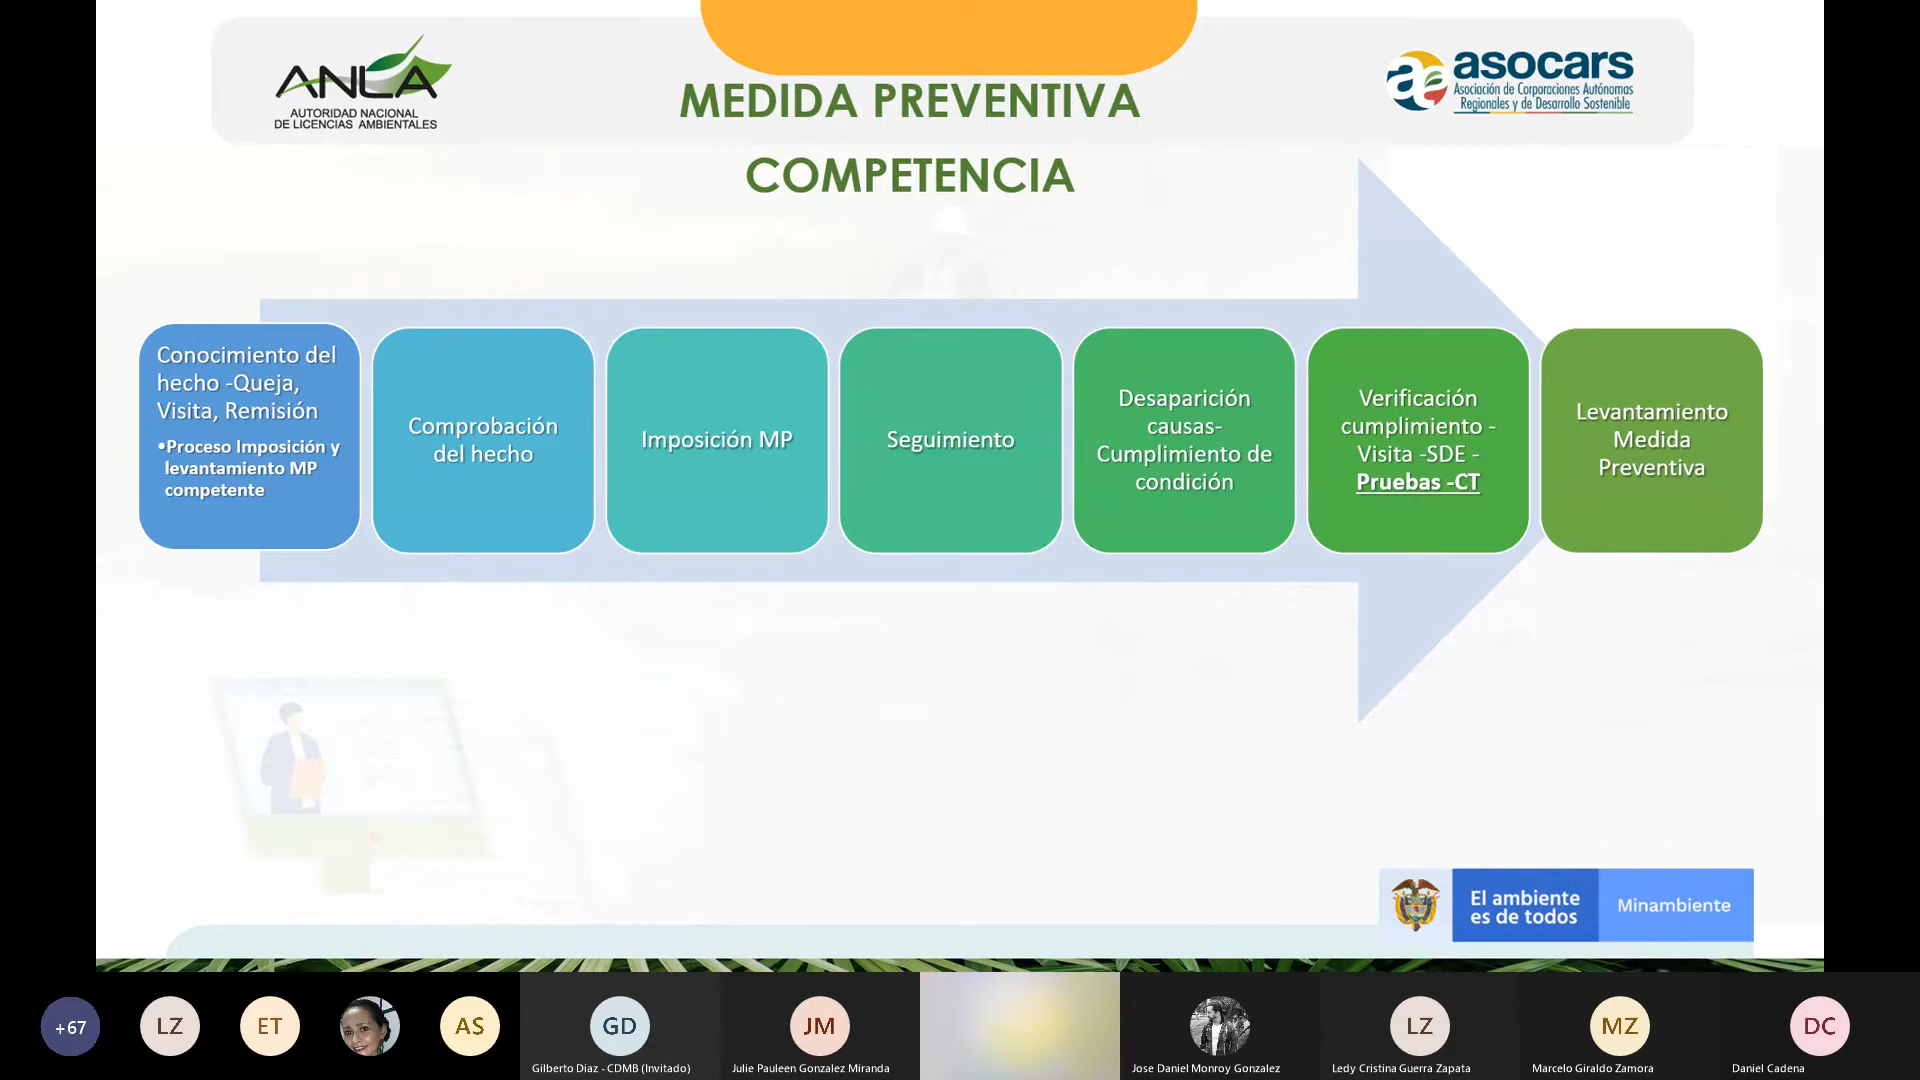 ANLA
AUTORIDAD NACIONAL
DE LICENCIAS AMBIENTALES
MEDIDA PREVENTIVA
COMPETENCIA
asocars
Asociación de Corporaciones Autónomas
Regionales y de Desarrollo Sostenible
Conocimiento del
hecho -Queja,
Visita, Remisión
•Proceso Imposición y
levantamiento MP
competente
Comprobación
del hecho
Imposición MP
Seguimiento
Desaparición
causas-
Cumplimiento de
condición
Verificación
cumplimiento -
Visita -SDE -
Pruebas -CT
Levantamiento
Medida
Preventiva
El ambiente
es de todos
Minambiente
+67
LZ
ET
AS
GD
Gilberto Diaz - CDMB (Invitado)
JM
Julie Pauleen Gonzalez Miranda
Jose Daniel Monroy Gonzalez
LZ
Ledy Cristina Guerra Zapata
MZ
Marcelo Giraldo Zamora
DC
Daniel Cadena